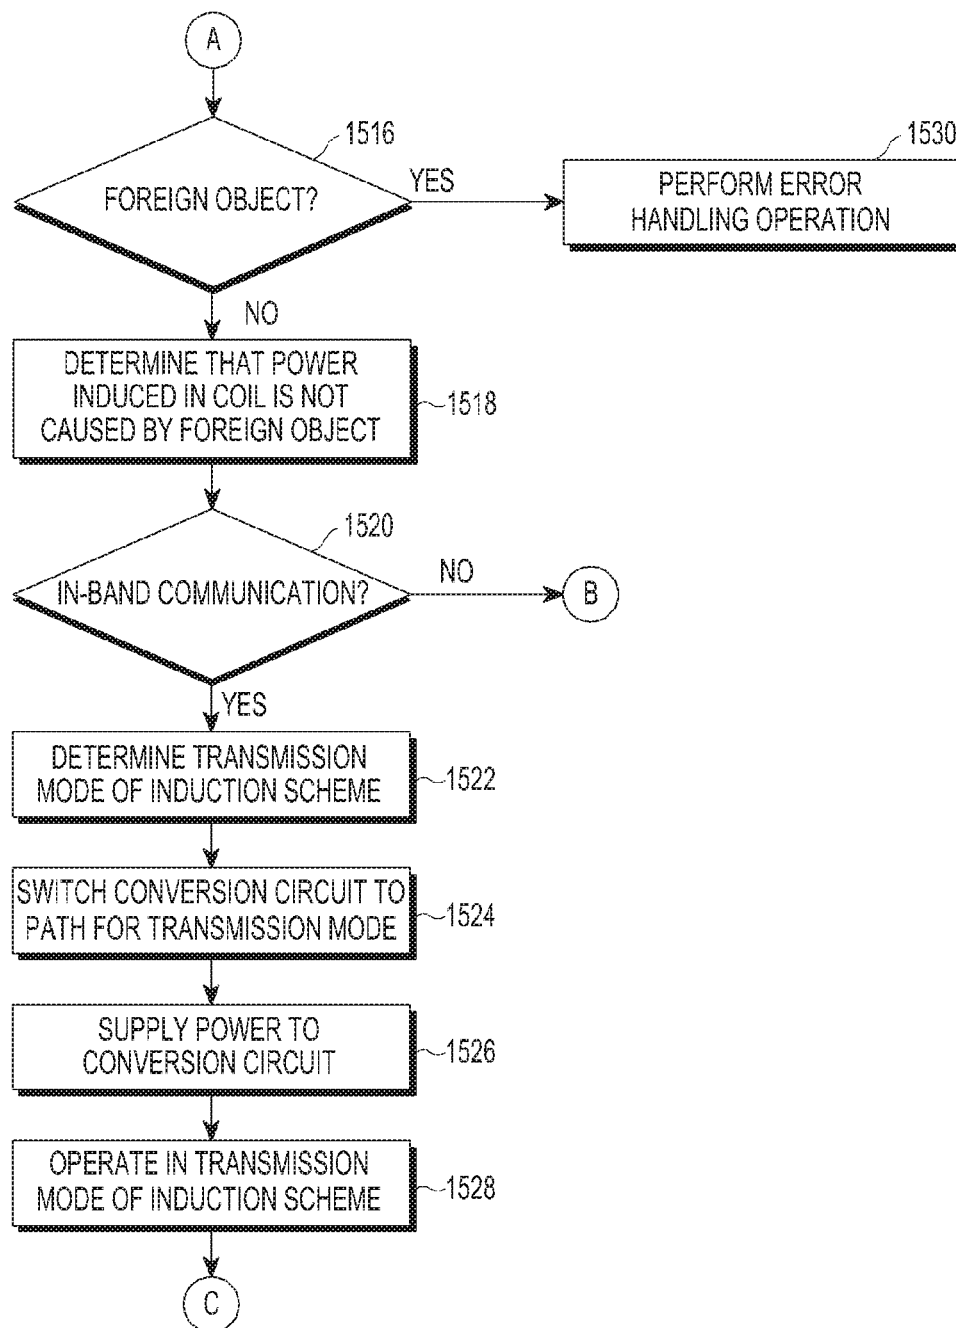 A
1516
FOREIGN OBJECT?
YES
1530
PERFORM ERROR
HANDLING OPERATION
NO
DETERMINE THAT POWER
INDUCED IN COIL IS NOT
CAUSED BY FOREIGN OBJECT
1518
1520
IN-BAND COMMUNICATION?
NO
B
YES
DETERMINE TRANSMISSION
MODE OF INDUCTION SCHEME
1522
SWITCH CONVERSION CIRCUIT TO
PATH FOR TRANSMISSION MODE
1524
SUPPLY POWER TO
CONVERSION CIRCUIT
1526
OPERATE IN TRANSMISSION
MODE OF INDUCTION SCHEME
1528
C